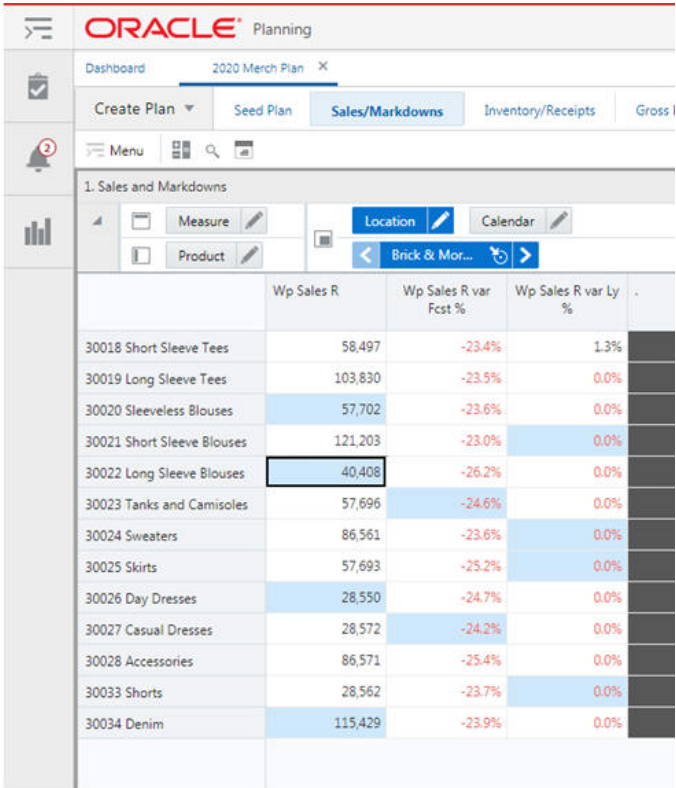 ORACLE® Planning
Dashboard 2020 Merch Plan ×
Create Plan ▼ Seed Plan Sales/Markdowns Inventory/Receipts Gross
2
Menu
1. Sales and Markdowns
Measure Location Calendar
Product Brick & Mor...
Wp Sales R Wp Sales R var Wp Sales R var Ly .
Fcst % %
30018 Short Sleeve Tees 58,497 -23.4% 1.3%
30019 Long Sleeve Tees 103,830 -23.5% 0.0%
30020 Sleeveless Blouses 57,702 -23.6% 0.0%
30021 Short Sleeve Blouses 121,203 -23.0% 0.0%
30022 Long Sleeve Blouses 40,408 -26.2% 0.0%
30023 Tanks and Camisoles 57,696 -24.6% 0.0%
30024 Sweaters 86,561 -23.6% 0.0%
30025 Skirts 57,693 -25.2% 0.0%
30026 Day Dresses 28,550 -24.7% 0.0%
30027 Casual Dresses 28,572 -24.2% 0.0%
30028 Accessories 86,571 -25.4% 0.0%
30033 Shorts 28,562 -23.7% 0.0%
30034 Denim 115,429 -23.9% 0.0%